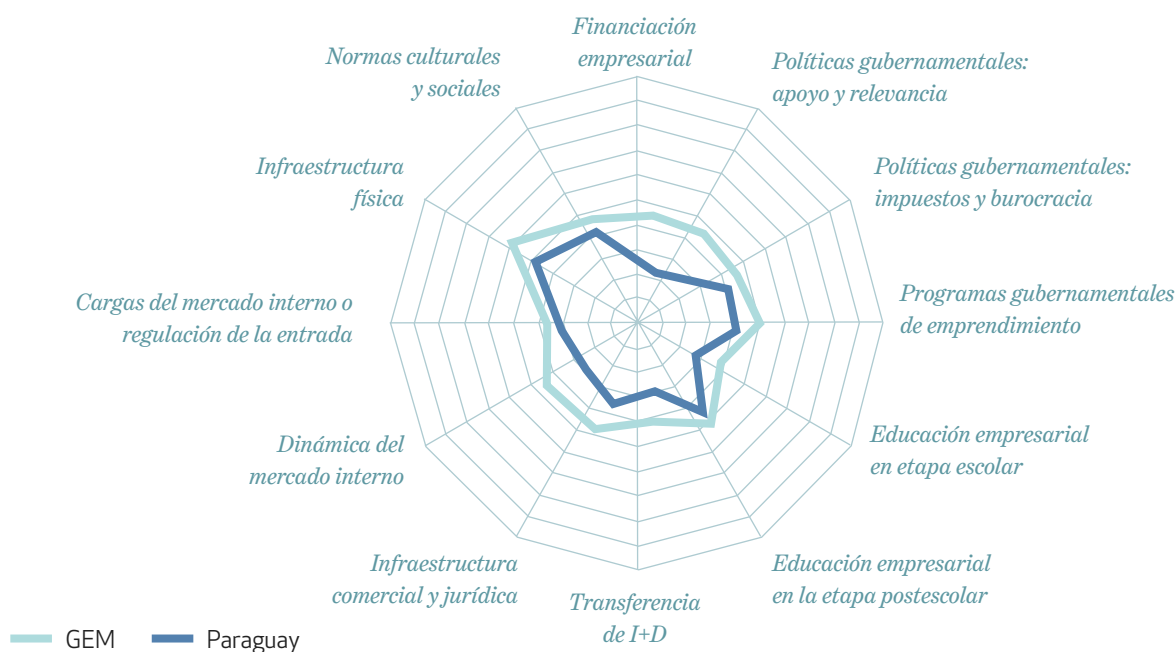 Financiación
empresarial
Políticas gubernamentales:
apoyo y relevancia
Políticas gubernamentales:
impuestos y burocracia
Programas gubernamentales
de emprendimiento
Educación empresarial
en etapa escolar
Educación empresarial
en la etapa postescolar
Transferencia
de I+D
Infraestructura
comercial y jurídica
Dinámica del
mercado interno
Cargas del mercado interno o
regulación de la entrada
Infraestructura
física
Normas culturales
y sociales
GEM
Paraguay